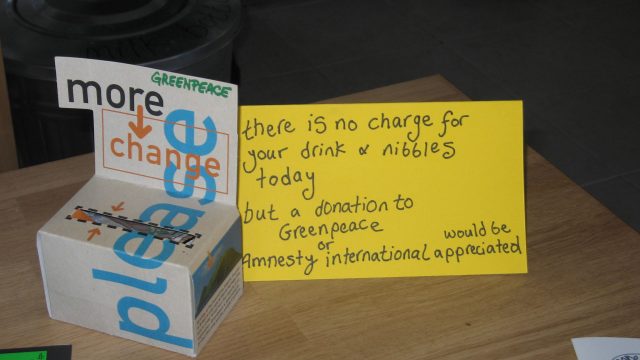 GREENPEACE
more
change
please
there is no charge for
your drink & nibbles
today
but a donation to
Greenpeace
or
Amnesty international would be appreciated